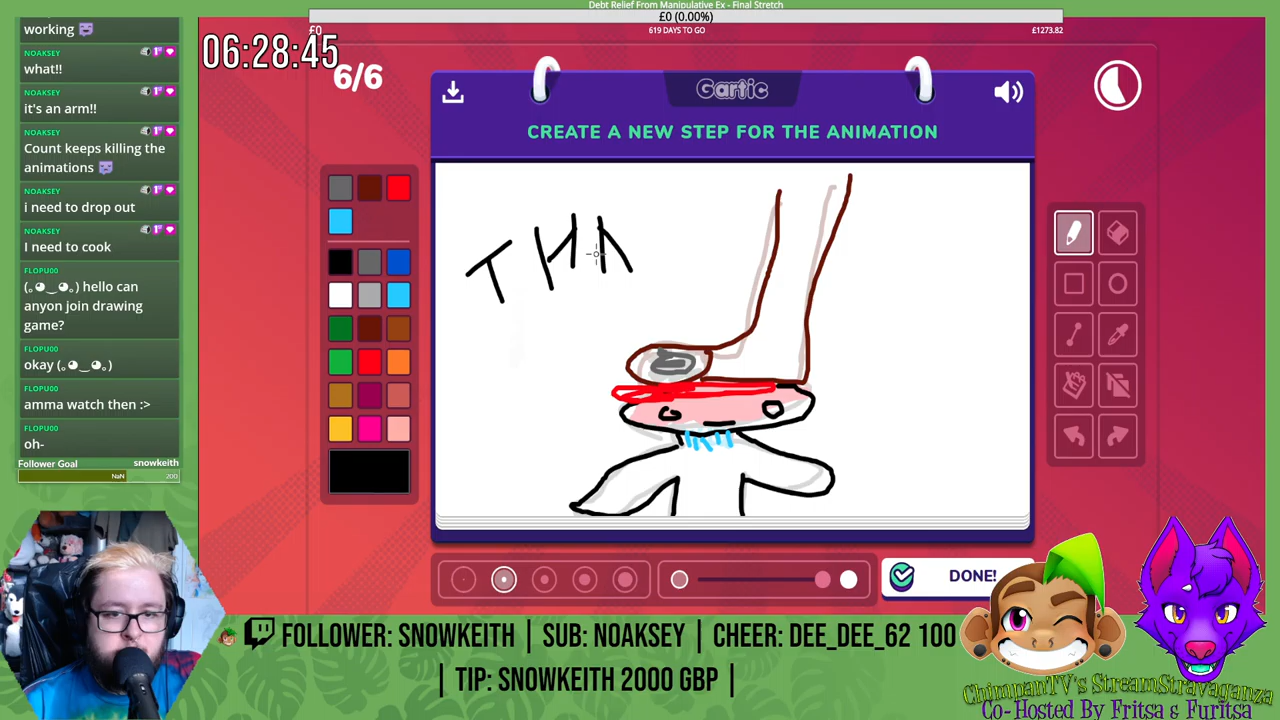 Debt Relief From Manipulative Ex - Final Stretch
£0 (0.00%)
£0
619 DAYS TO GO
£1273.82
06:28:45
6/6
working
NOAKSEY
what!!
NOAKSEY
it's an arm!!
NOAKSEY
Count keeps killing the
animations
NOAKSEY
i need to drop out
NOAKSEY
I need to cook
FLOPU00
(｡◕‿◕｡) hello can
anyon join drawing
game?
FLOPU00
okay (｡◕‿◕｡)
FLOPU00
amma watch then :>
FLOPU00
oh-
Follower Goal
snowkeith
NaN
200
Gartic
CREATE A NEW STEP FOR THE ANIMATION
DONE!
FOLLOWER: SNOWKEITH | SUB: NOAKSEY | CHEER: DEE_DEE_62 100
| TIP: SNOWKEITH 2000 GBP |
ChimpanTV's StreamStravaganza
Co-Hosted By Fritsa & Furitsa